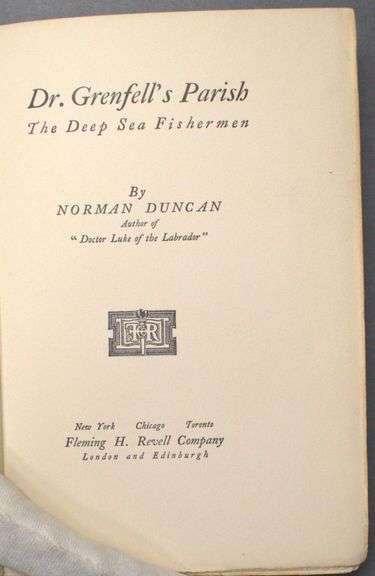 Dr. Grenfell's Parish
The Deep Sea Fishermen
By
NORMAN DUNCAN
Author of
"Doctor Luke of the Labrador"
New York Chicago Toronto
Fleming H. Revell Company
London and Edinburgh